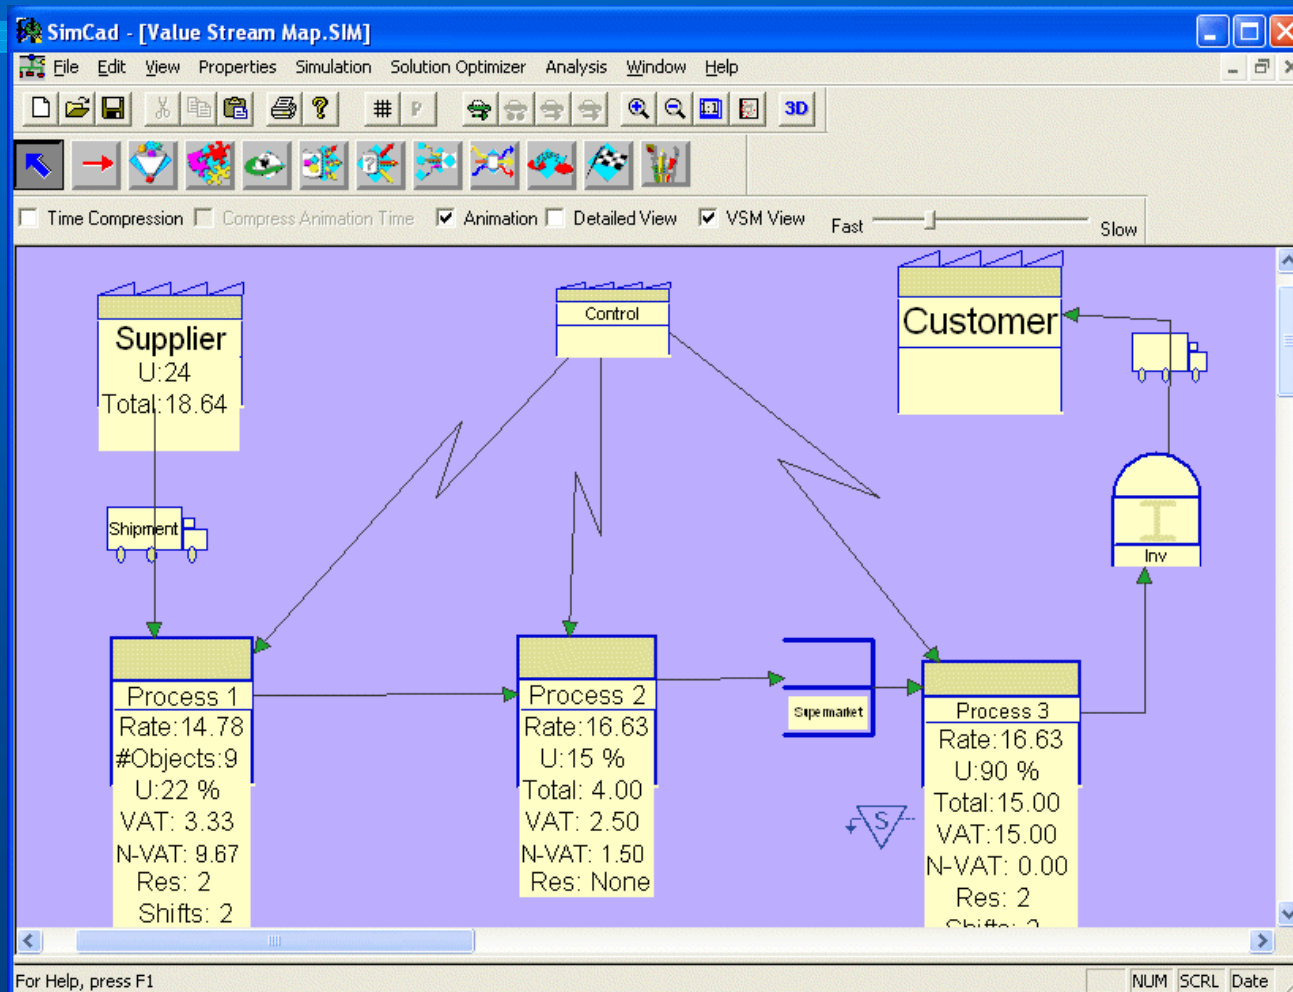 SimCad - [Value Stream Map.SIM]
File Edit View Properties Simulation Solution Optimizer Analysis Window Help
P 1:1 3D
Time Compression Compress Animation Time Animation Detailed View VSM View Fast Slow
Supplier
U:24
Total:18.64
Control
Customer
Shipment
I
Inv
Process 1
Rate:14.78
#Objects:9
U:22 %
VAT: 3.33
N-VAT: 9.67
Res: 2
Shifts: 2
Process 2
Rate:16.63
U:15 %
Total: 4.00
VAT: 2.50
N-VAT: 1.50
Res: None
Supermarket
S
Process 3
Rate:16.63
U:90 %
Total:15.00
VAT:15.00
N-VAT: 0.00
Res: 2
Shifts: 2
For Help, press F1
NUM SCRL Date